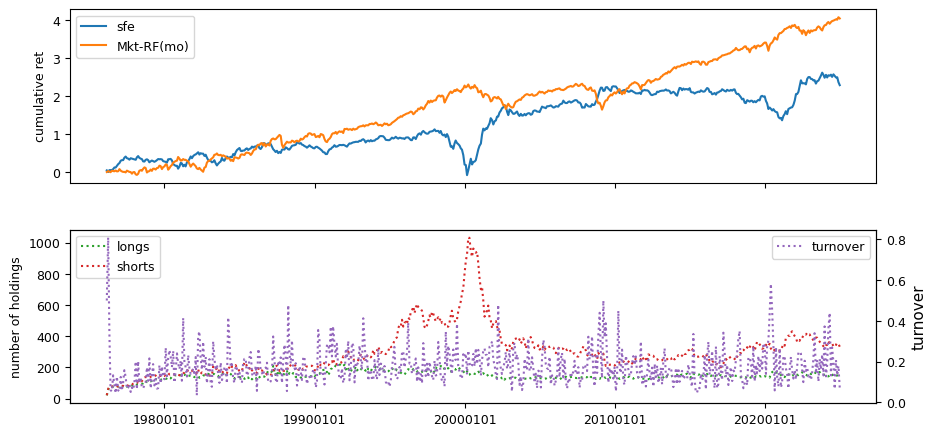 4
3
2
1
0
cumulative ret
sfe
Mkt-RF(mo)
1000
800
600
400
200
0
number of holdings
longs
shorts
turnover
0.8
0.6
0.4
0.2
0.0
turnover
19800101
19900101
20000101
20100101
20200101